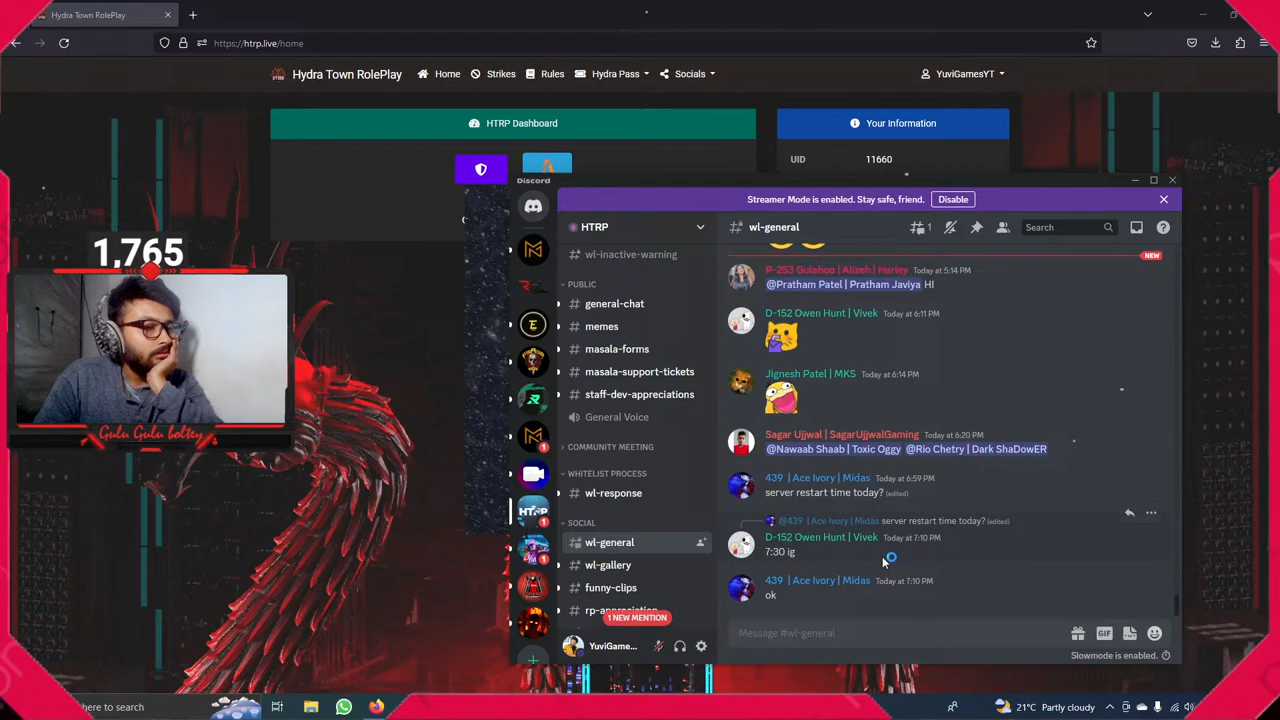 Hydra Town RolePlay
https://htrp.live/home
Hydra Town RolePlay
Home
Strikes
Rules
Hydra Pass
Socials
YuviGamesYT
HTRP Dashboard
Your Information
UID 11660
Discord
Streamer Mode is enabled. Stay safe, friend.
Disable
HTRP
wl-general
1
Search
wl-inactive-warning
PUBLIC
general-chat
memes
masala-forms
masala-support-tickets
staff-dev-appreciations
General Voice
COMMUNITY MEETING
WHITELIST PROCESS
wl-response
SOCIAL
wl-general
wl-gallery
funny-clips
rp-appreciation
1 NEW MENTION
YuviGame...
NEW
P-253 Gulaboo | Alizeh | Harley Today at 5:14 PM
@Pratham Patel | Pratham Javiya HI
D-152 Owen Hunt | Vivek Today at 6:11 PM
Jignesh Patel | MKS Today at 6:14 PM
Sagar Ujjwal | SagarUjjwalGaming Today at 6:20 PM
@Nawaab Shaab | Toxic Oggy @Rio Chetry | Dark ShaDowER
439 | Ace Ivory | Midas Today at 6:59 PM
server restart time today? (edited)
@439 | Ace Ivory | Midas server restart time today? (edited)
D-152 Owen Hunt | Vivek Today at 7:10 PM
7:30 ig
439 | Ace Ivory | Midas Today at 7:10 PM
ok
Message #wl-general
GIF
Slowmode is enabled.
1,765
Gulu Gulu boltey
here to search
21°C Partly cloudy